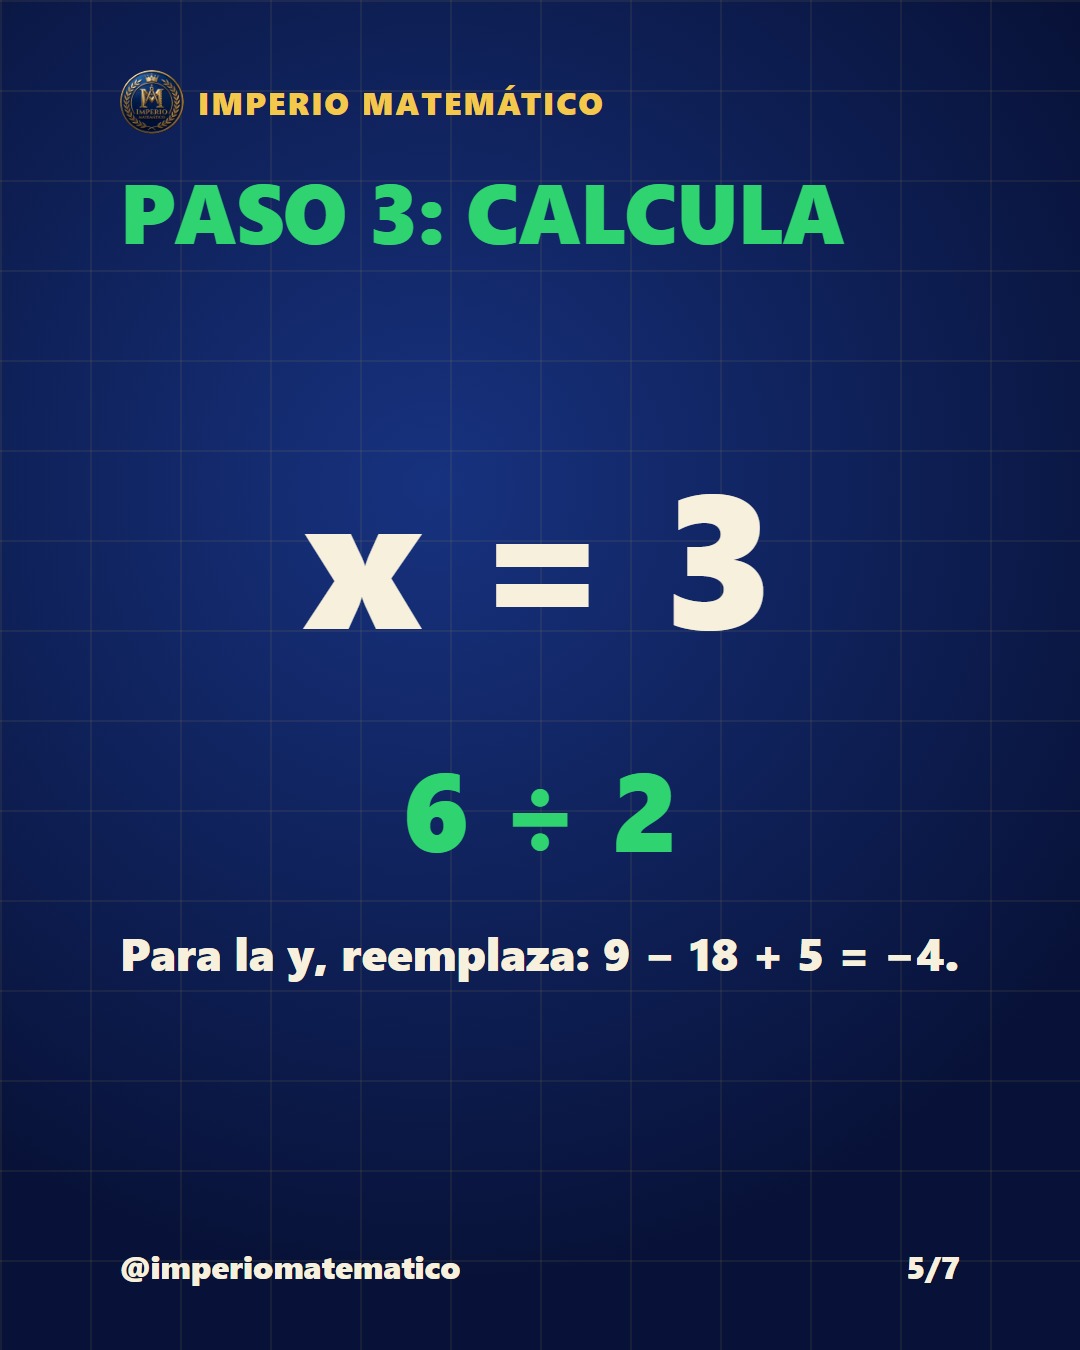 IMPERIO MATEMÁTICO
PASO 3: CALCULA
x = 3
6 ÷ 2
Para la y, reemplaza: 9 − 18 + 5 = −4.
@imperiomatematico
5/7